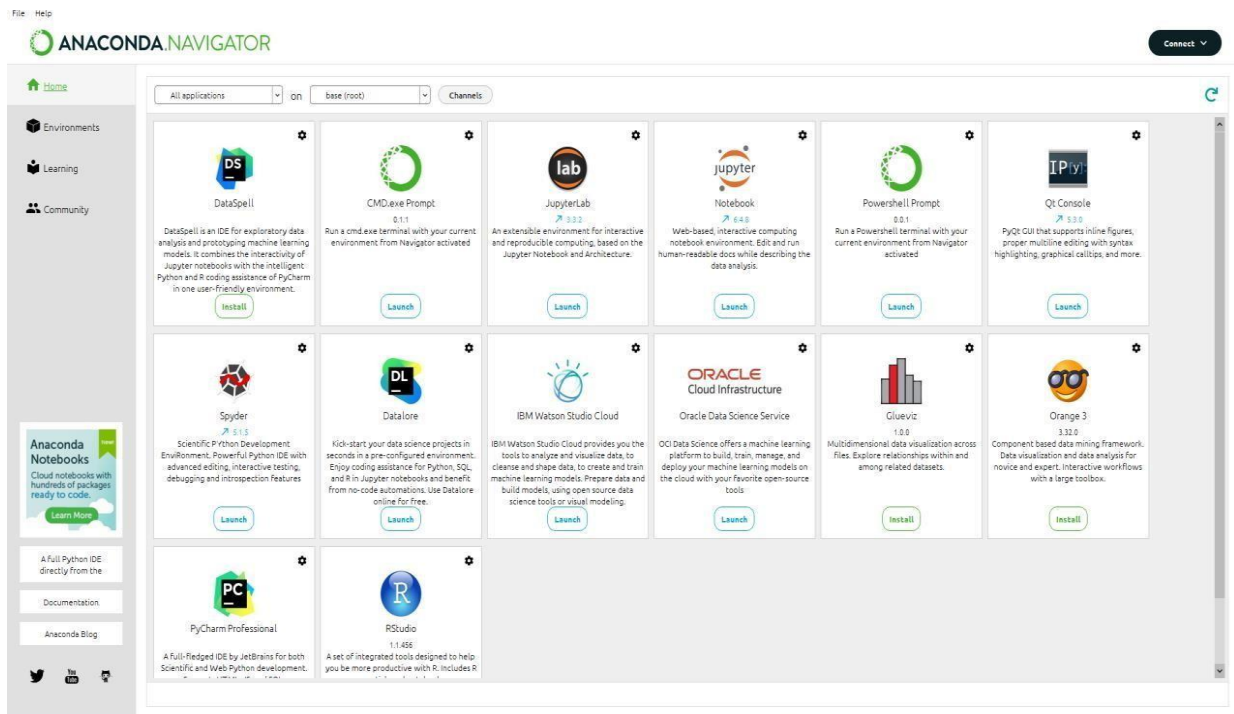 File Help
ANACONDA.NAVIGATOR
Connect
Home
Environments
Learning
Community
All applications
on
base (root)
Channels
DS
DataSpell
DataSpell is an IDE for exploratory data
analysis and prototyping machine learning
models. It combines the interactivity of
Jupyter notebooks with the intelligent
Python and R coding assistance of PyCharm
in one user-friendly environment.
Install
CMD.exe Prompt
0.1.1
Run a cmd.exe terminal with your current
environment from Navigator activated
Launch
lab
JupyterLab
3.3.2
An extensible environment for interactive
and reproducible computing, based on the
Jupyter Notebook and Architecture.
Launch
jupyter
Notebook
6.4.8
Web-based, interactive computing
notebook environment. Edit and run
human-readable docs while describing the
data analysis.
Launch
Powershell Prompt
0.0.1
Run a Powershell terminal with your
current environment from Navigator
activated
Launch
IP[y]:
Qt Console
5.3.0
PyQt GUI that supports inline figures,
proper multiline editing with syntax
highlighting, graphical calltips, and more.
Launch
Spyder
5.1.5
Scientific PYthon Development
EnviRonment. Powerful Python IDE with
advanced editing, interactive testing,
debugging and introspection features
Launch
DL
Datalore
Kick-start your data science projects in
seconds in a pre-configured environment.
Enjoy coding assistance for Python, SQL,
and R in Jupyter notebooks and benefit
from no-code automations. Use Datalore
online for free.
Launch
IBM Watson Studio Cloud
IBM Watson Studio Cloud provides you the
tools to analyze and visualize data, to
cleanse and shape data, to create and train
machine learning models. Prepare data and
build models, using open source data
science tools or visual modeling.
Launch
ORACLE
Cloud Infrastructure
Oracle Data Science Service
OCI Data Science offers a machine learning
platform to build, train, manage, and
deploy your machine learning models on
the cloud with your favorite open-source
tools
Launch
Glueviz
1.0.0
Multidimensional data visualization across
files. Explore relationships within and
among related datasets.
Install
Orange 3
3.32.0
Component based data mining framework.
Data visualization and data analysis for
novice and expert. Interactive workflows
with a large toolbox.
Install
PC
PyCharm Professional
A full-fledged IDE by JetBrains for both
Scientific and Web Python development.
R
RStudio
1.1.456
A set of integrated tools designed to help
you be more productive with R. Includes R
Anaconda
Notebooks
Cloud notebooks with
hundreds of packages
ready to code.
Learn More
A Full Python IDE
directly from the
Documentation
Anaconda Blog
You
Tube